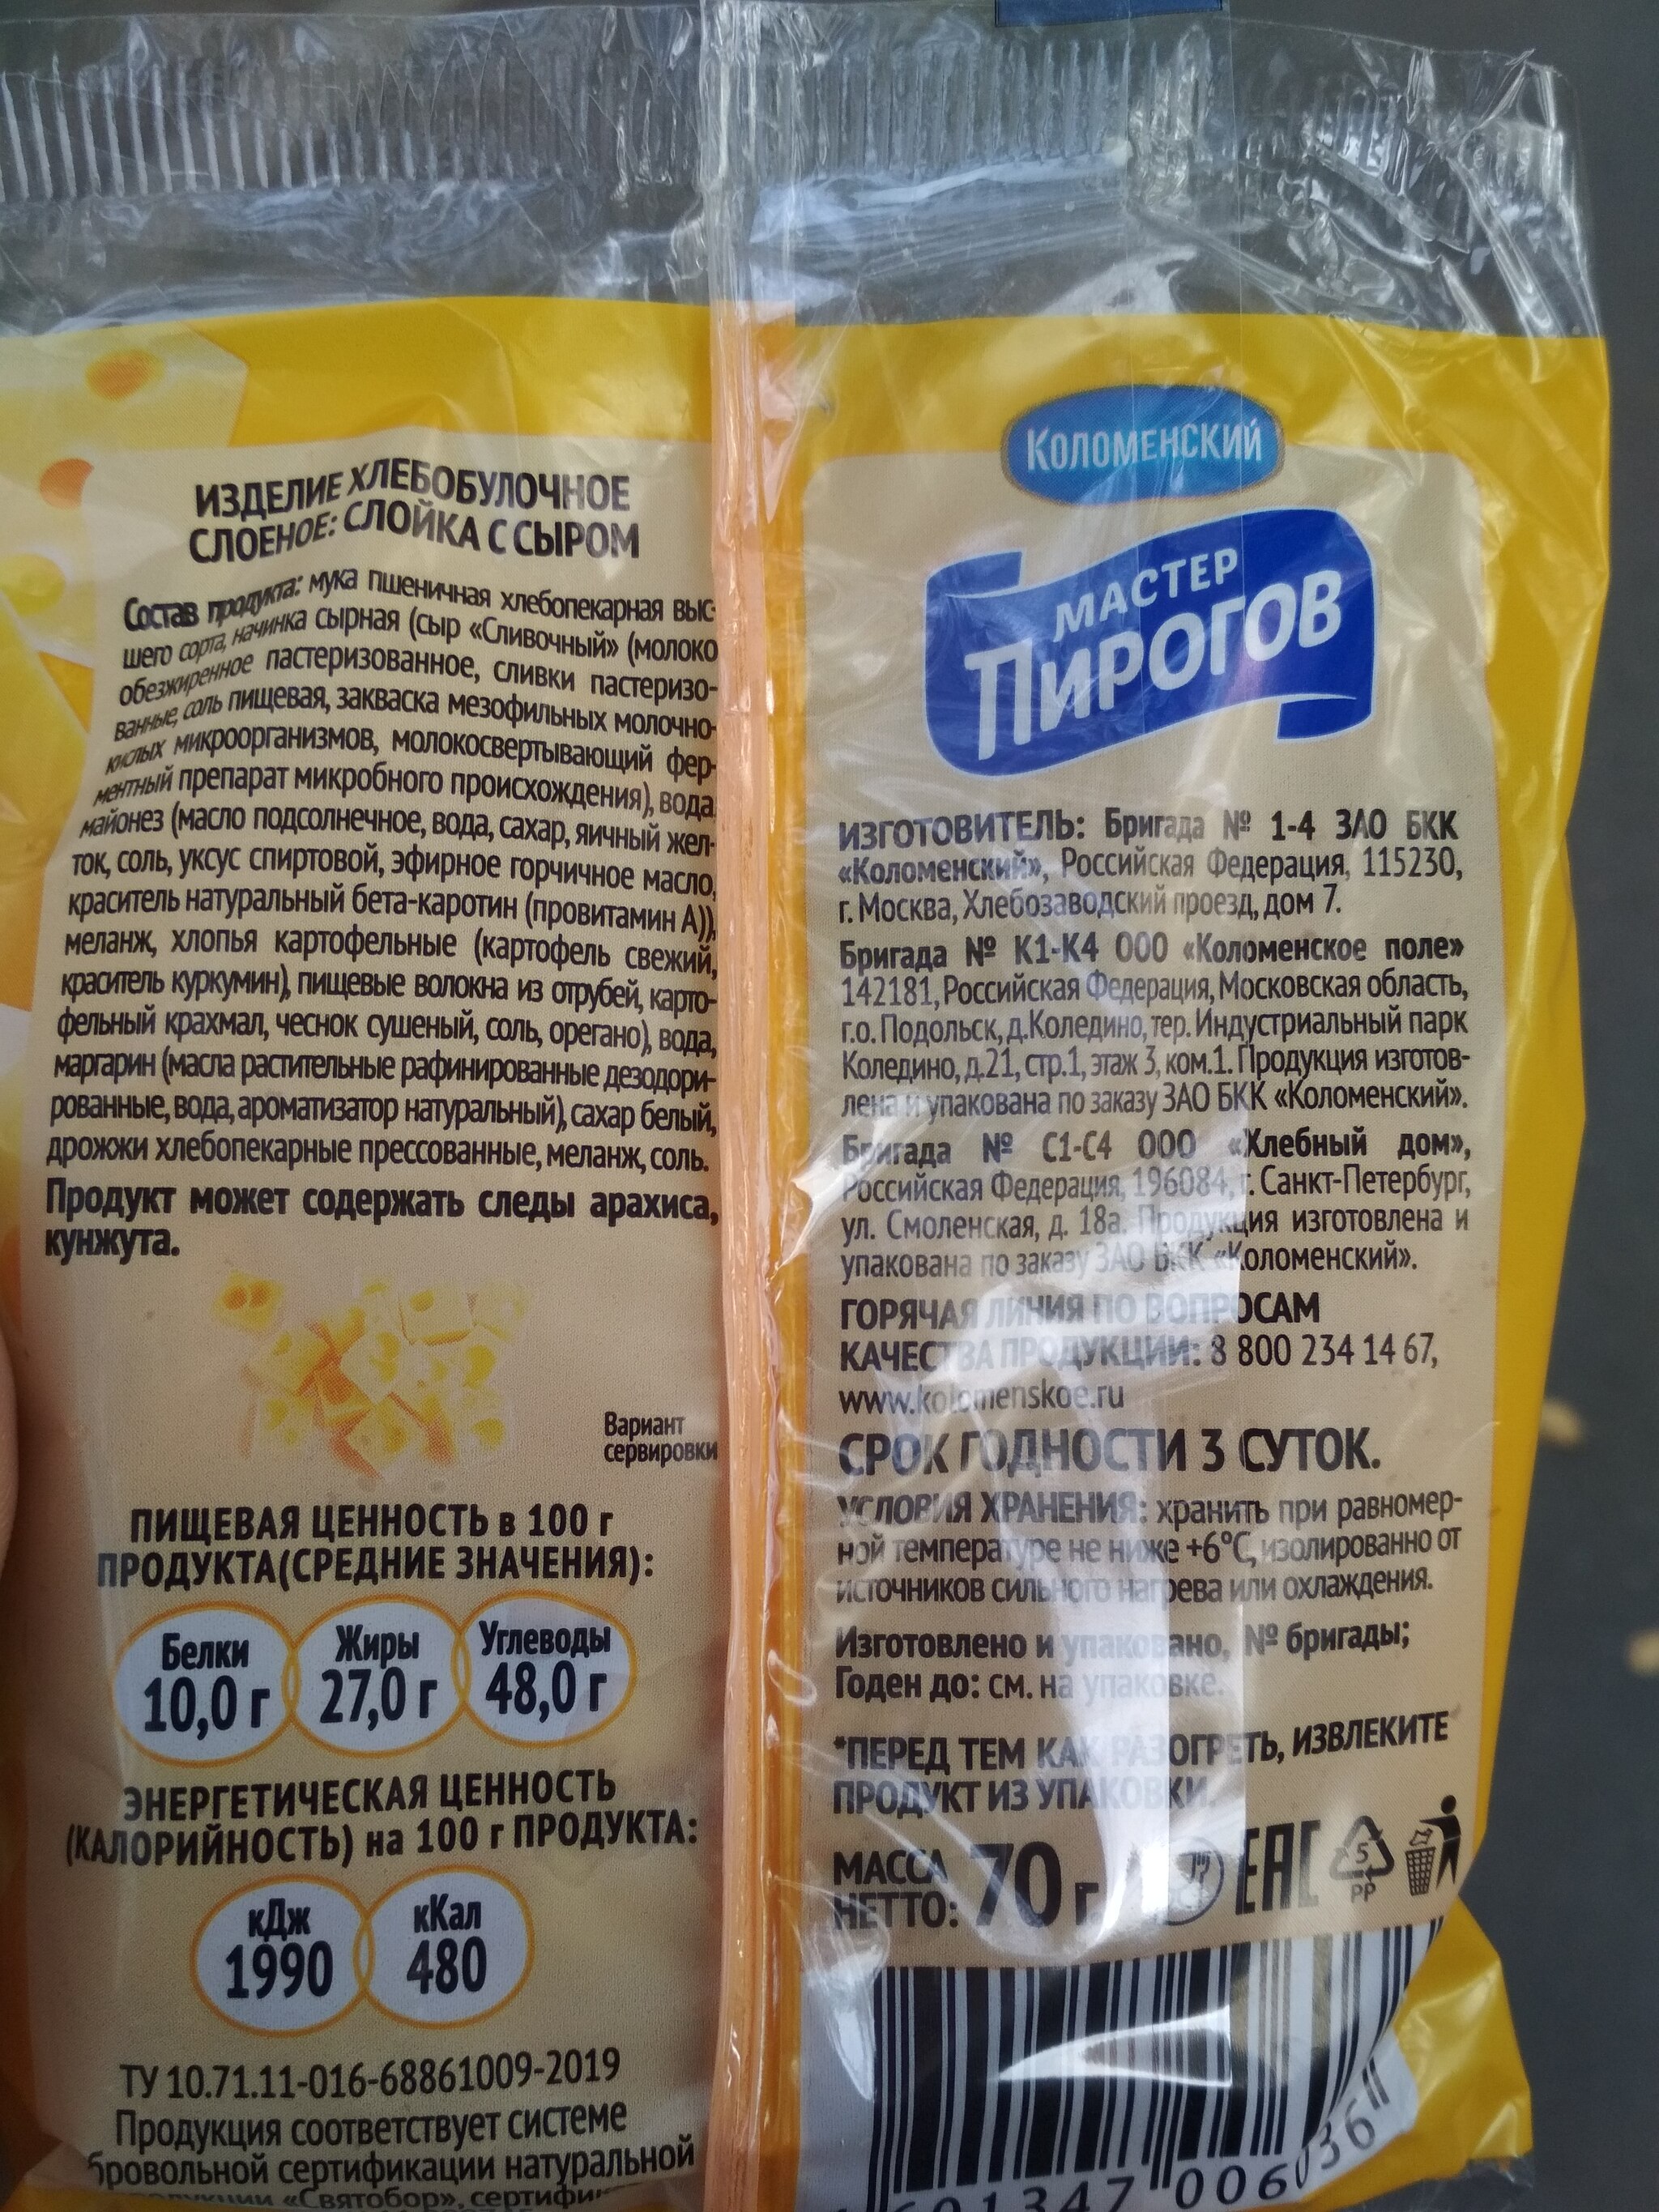 ИЗДЕЛИЕ ХЛЕБОБУЛОЧНОЕ
СЛОЕНОЕ: СЛОЙКА С СЫРОМ
Состав продукта: мука пшеничная хлебопекарная выс-
шего сорта, начинка сырная (сыр «Сливочный» (молоко
обезжиренное пастеризованное, сливки пастеризо-
ванные, соль пищевая, закваска мезофильных молочно-
кислых микроорганизмов, молокосвертывающий фер-
ментный препарат микробного происхождения), вода,
майонез (масло подсолнечное, вода, сахар, яичный жел-
ток, соль, уксус спиртовой, эфирное горчичное масло,
краситель натуральный бета-каротин (провитамин А)),
меланж, хлопья картофельные (картофель свежий,
краситель куркумин), пищевые волокна из отрубей, карто-
фельный крахмал, чеснок сушеный, соль, орегано), вода,
маргарин (масла растительные рафинированные дезодори-
рованные, вода, ароматизатор натуральный), сахар белый,
дрожжи хлебопекарные прессованные, меланж, соль.
Продукт может содержать следы арахиса,
кунжута.
Вариант
сервировки
ПИЩЕВАЯ ЦЕННОСТЬ в 100 г
ПРОДУКТА(СРЕДНИЕ ЗНАЧЕНИЯ):
Белки Жиры Углеводы
10,0 г 27,0 г 48,0 г
ЭНЕРГЕТИЧЕСКАЯ ЦЕННОСТЬ
(КАЛОРИЙНОСТЬ) на 100 г ПРОДУКТА:
кДж кКал
1990 480
ТУ 10.71.11-016-68861009-2019
Продукция соответствует системе
бровольной сертификации натуральной
«Святобор»,
КОЛОМЕНСКИЙ
МАСТЕР
ПИРОГОВ
ИЗГОТОВИТЕЛЬ: Бригада № 1-4 ЗАО БКК
«Коломенский», Российская Федерация, 115230,
г. Москва, Хлебозаводский проезд, дом 7.
Бригада № К1-К4 ООО «Коломенское поле»
142181, Российская Федерация, Московская область,
г.о. Подольск, д.Коледино, тер. Индустриальный парк
Коледино, д.21, стр.1, этаж 3, ком.1. Продукция изготов-
лена и упакована по заказу ЗАО БКК «Коломенский».
Бригада № С1-С4 ООО «Хлебный дом»,
Российская Федерация, 196084, г. Санкт-Петербург,
ул. Смоленская, д. 18а. Продукция изготовлена и
упакована по заказу ЗАО БКК «Коломенский».
ГОРЯЧАЯ ЛИНИЯ ПО ВОПРОСАМ
КАЧЕСТВА ПРОДУКЦИИ: 8 800 234 14 67,
www.kolomenskoe.ru
СРОК ГОДНОСТИ 3 СУТОК.
УСЛОВИЯ ХРАНЕНИЯ: хранить при равномер-
ной температуре не ниже +6°С, изолированно от
источников сильного нагрева или охлаждения.
Изготовлено и упаковано, № бригады;
Годен до: см. на упаковке.
*ПЕРЕД ТЕМ КАК РАЗОГРЕТЬ, ИЗВЛЕКИТЕ
ПРОДУКТ ИЗ УПАКОВКИ.
МАССА
НЕТТО: 70 г
ЕАС
5
PP
601347 006036